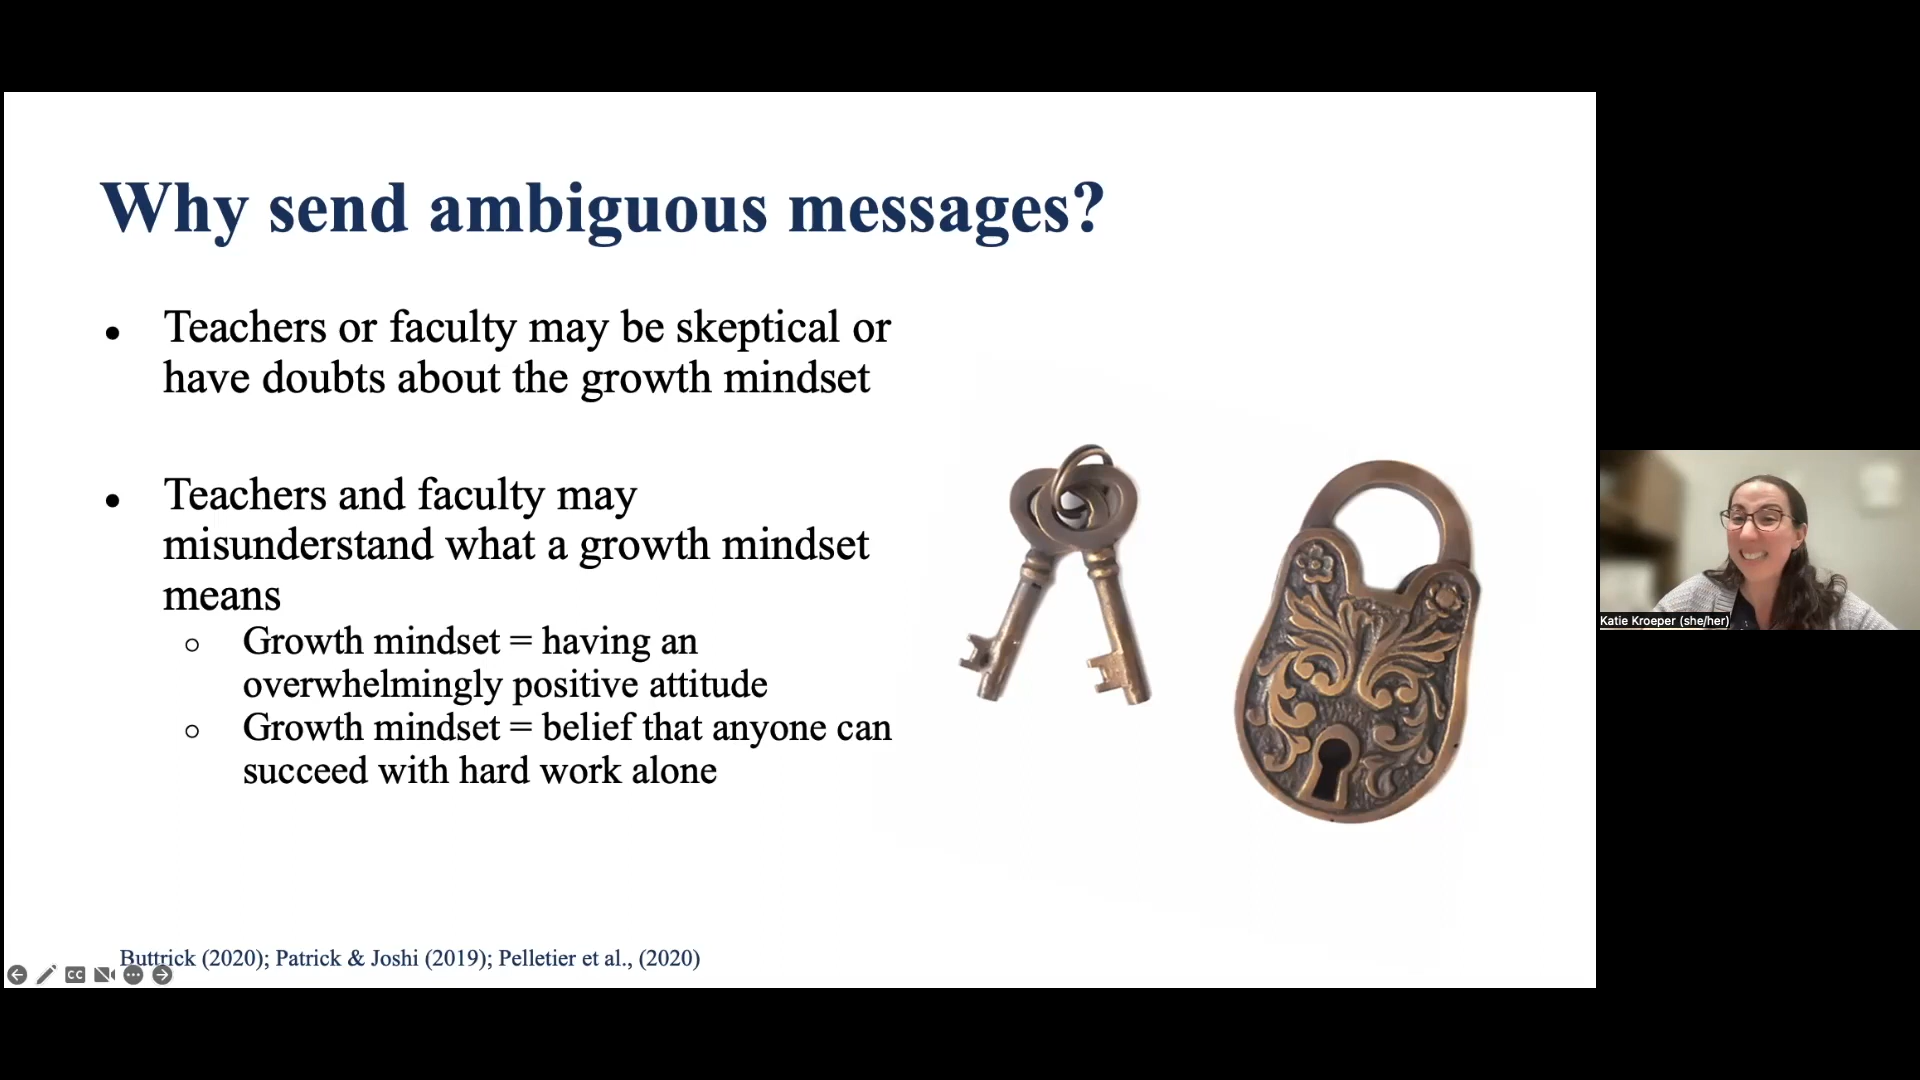 Why send ambiguous messages?
● Teachers or faculty may be skeptical or
have doubts about the growth mindset
● Teachers and faculty may
misunderstand what a growth mindset
means
○ Growth mindset = having an
overwhelmingly positive attitude
○ Growth mindset = belief that anyone can
succeed with hard work alone
Buttrick (2020); Patrick & Joshi (2019); Pelletier et al., (2020)
CC
Katie Kroeper (she/her)